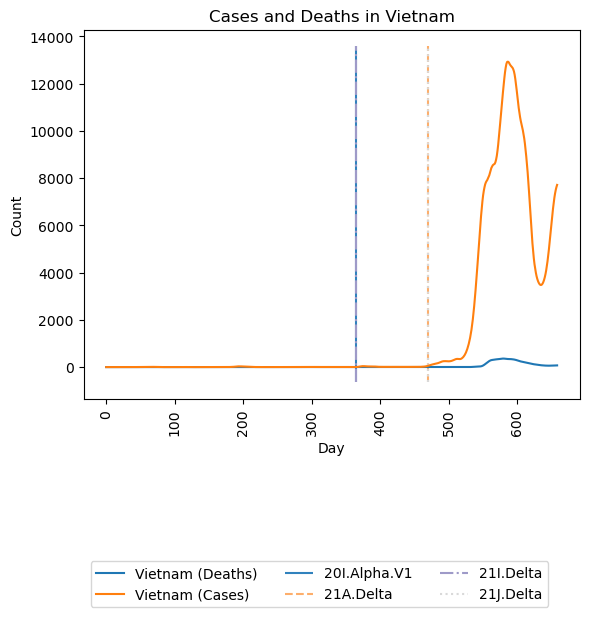 Cases and Deaths in Vietnam
14000
12000
10000
8000
6000
4000
2000
0
Count
0 100 200 300 400 500 600
Day
Vietnam (Deaths) 20I.Alpha.V1 21I.Delta
Vietnam (Cases) 21A.Delta 21J.Delta